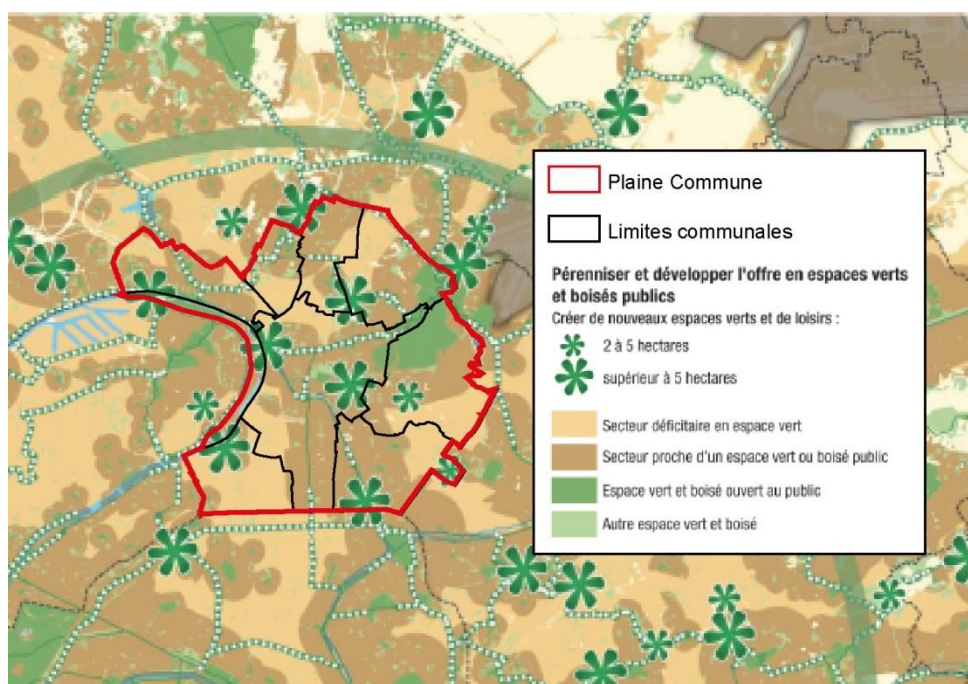 Plaine Commune
Limites communales
Pérenniser et développer l'offre en espaces verts
et boisés publics
Créer de nouveaux espaces verts et de loisirs :
2 à 5 hectares
supérieur à 5 hectares
Secteur déficitaire en espace vert
Secteur proche d'un espace vert ou boisé public
Espace vert et boisé ouvert au public
Autre espace vert et boisé